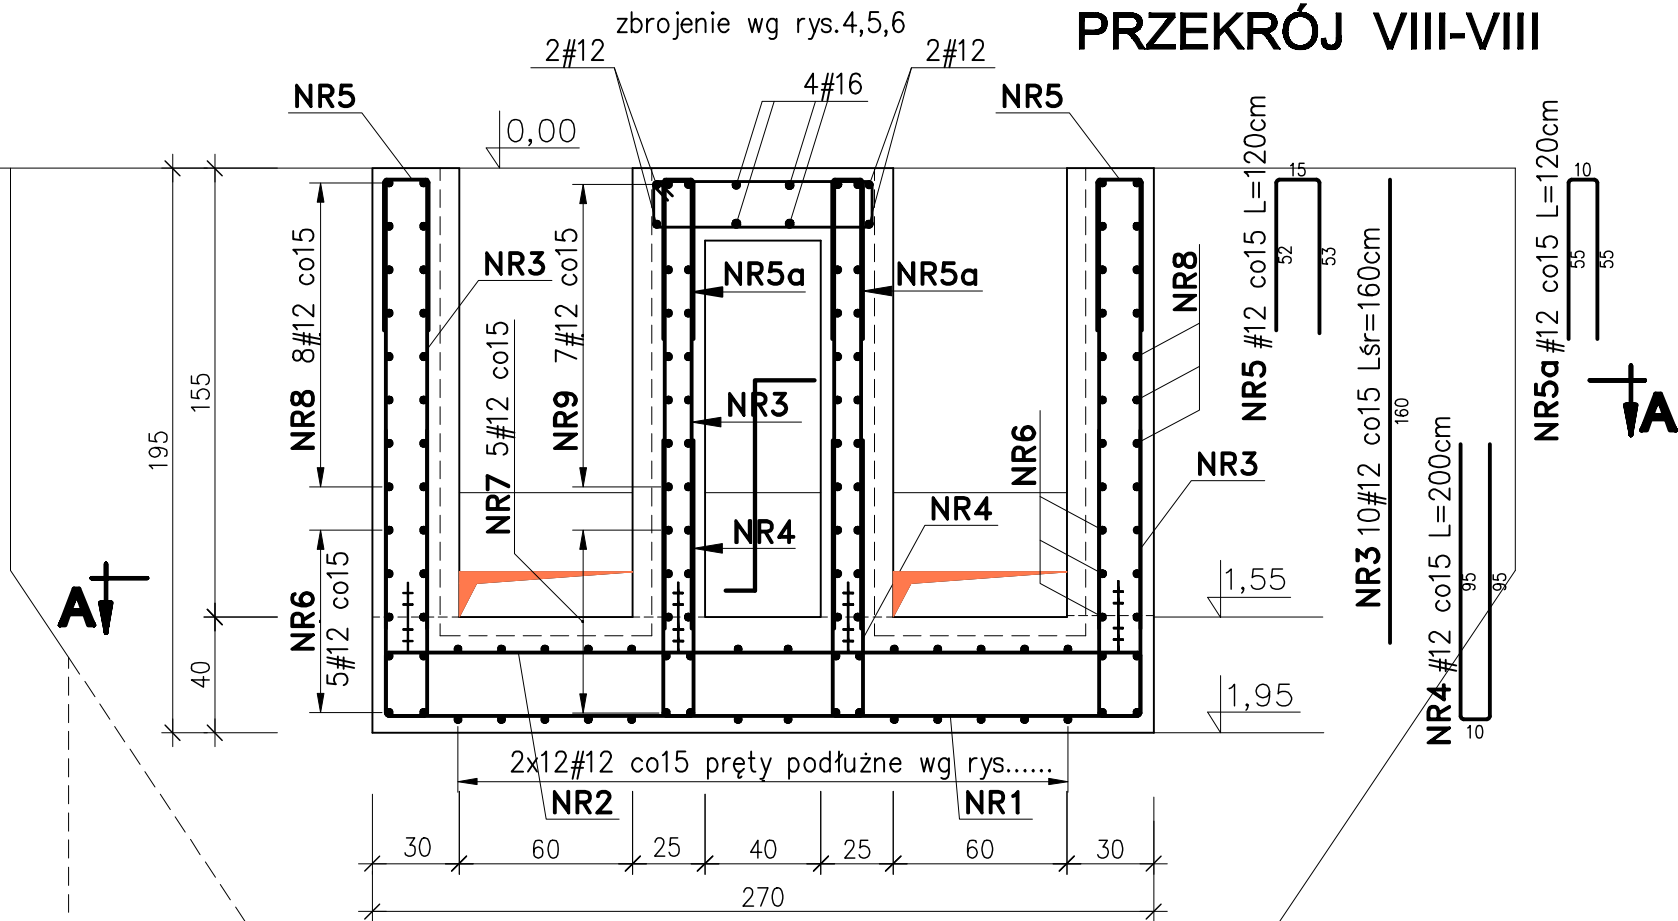 PRZEKRÓJ VIII-VIII
zbrojenie wg rys.4,5,6
2#12
2#12
4#16
NR5
NR5
0,00
NR8 8#12 co15
NR9 7#12 co15
NR3
NR5a
NR5a
NR8
NR7 5#12 co15
NR3
NR6
NR3
NR4
NR4
NR6 5#12 co15
155
195
40
A
A
1,55
1,95
NR5 #12 co15 L=120cm
15
52
53
NR3 10#12 co15 Lśr=160cm
160
NR4 #12 co15 L=200cm
95
95
10
NR5a #12 co15 L=120cm
10
55
55
2x12#12 co15 pręty podłużne wg rys......
NR2
NR1
30
60
25
40
25
60
30
270